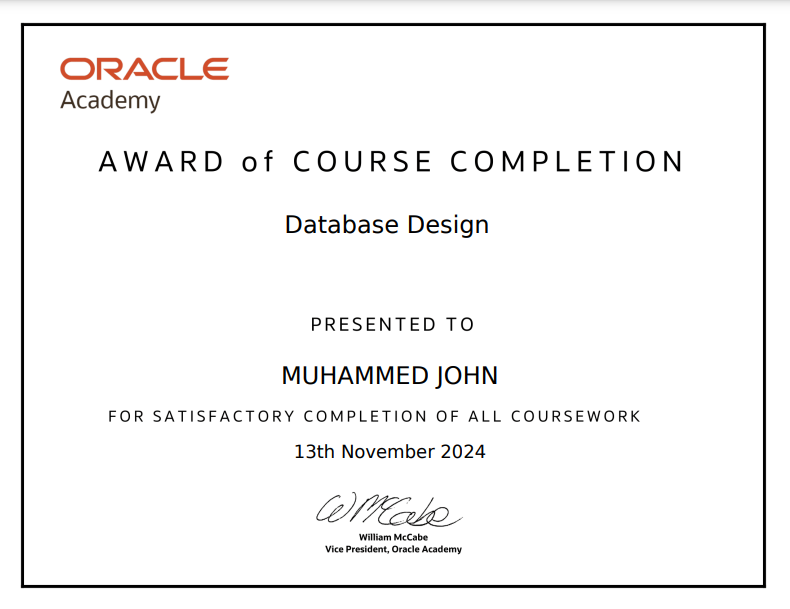 ORACLE
Academy
AWARD of COURSE COMPLETION
Database Design
PRESENTED TO
MUHAMMED JOHN
FOR SATISFACTORY COMPLETION OF ALL COURSEWORK
13th November 2024
WMcCabe
William McCabe
Vice President, Oracle Academy